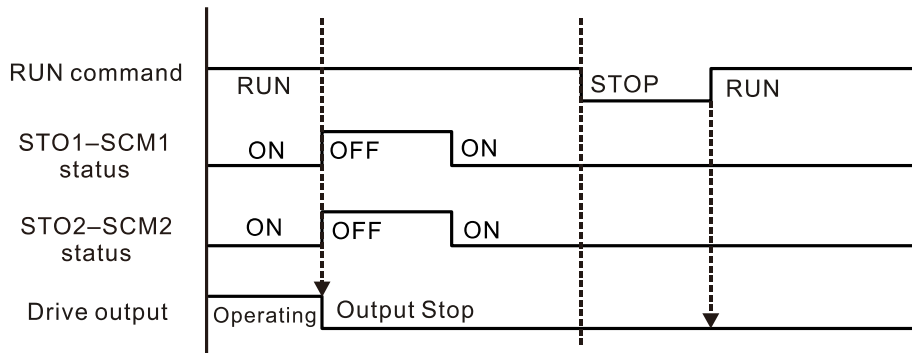 RUN command
RUN
STOP
RUN
STO1–SCM1
status
ON
OFF
ON
STO2–SCM2
status
ON
OFF
ON
Drive output
Operating
Output Stop